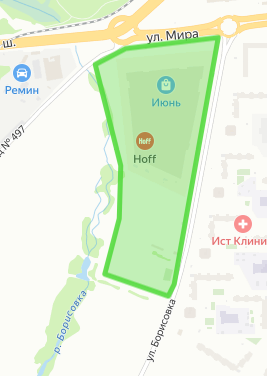 ш.
ул. Мира
Ремин
Июнь
Hoff
Hoff
д № 497
Ист Клини
р. Борисовка
ул. Борисовка